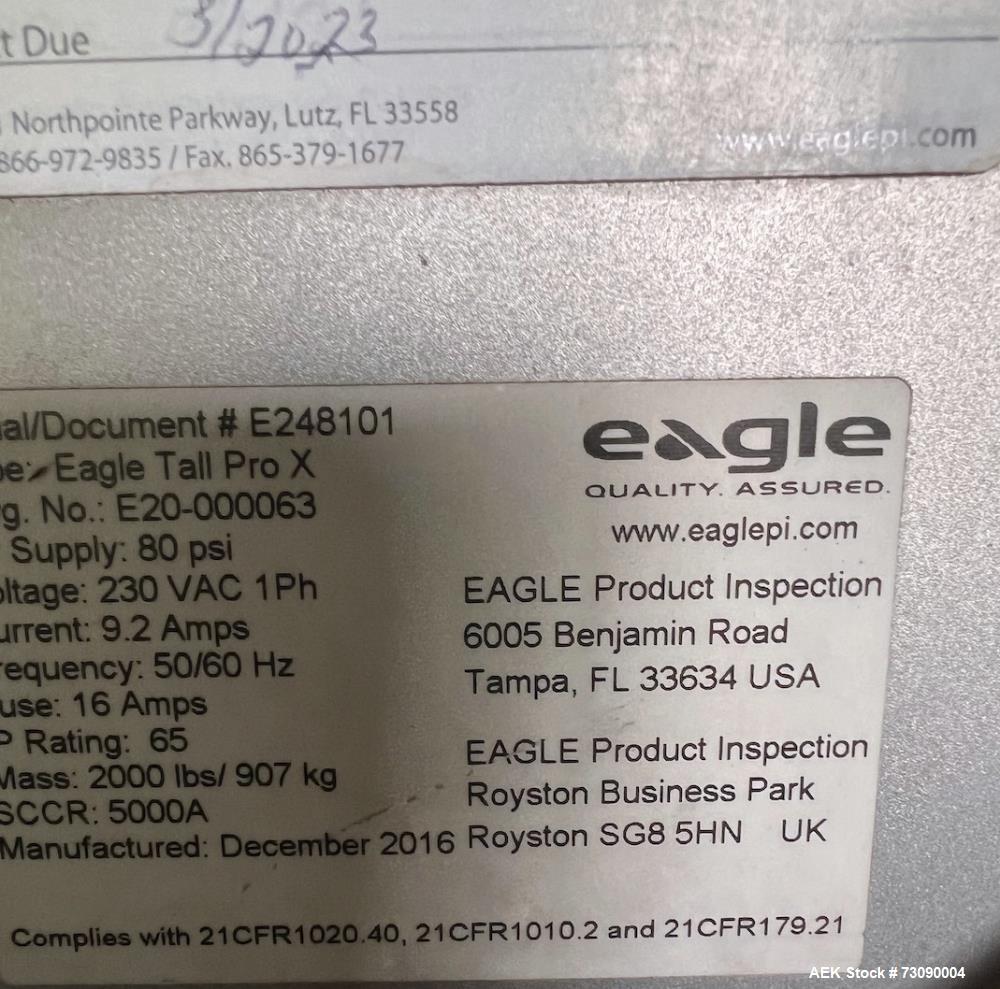 t Due 3/2023
Northpointe Parkway, Lutz, FL 33558
866-972-9835 / Fax. 865-379-1677
www.eaglepi.com
al/Document # E248101
e: Eagle Tall Pro X
g. No.: E20-000063
Supply: 80 psi
oltage: 230 VAC 1Ph
urrent: 9.2 Amps
requency: 50/60 Hz
use: 16 Amps
P Rating: 65
Mass: 2000 lbs/ 907 kg
SCCR: 5000A
Manufactured: December 2016
eagle
QUALITY. ASSURED.
www.eaglepi.com
EAGLE Product Inspection
6005 Benjamin Road
Tampa, FL 33634 USA
EAGLE Product Inspection
Royston Business Park
Royston SG8 5HN UK
Complies with 21CFR1020.40, 21CFR1010.2 and 21CFR179.21
AEK Stock # 73090004